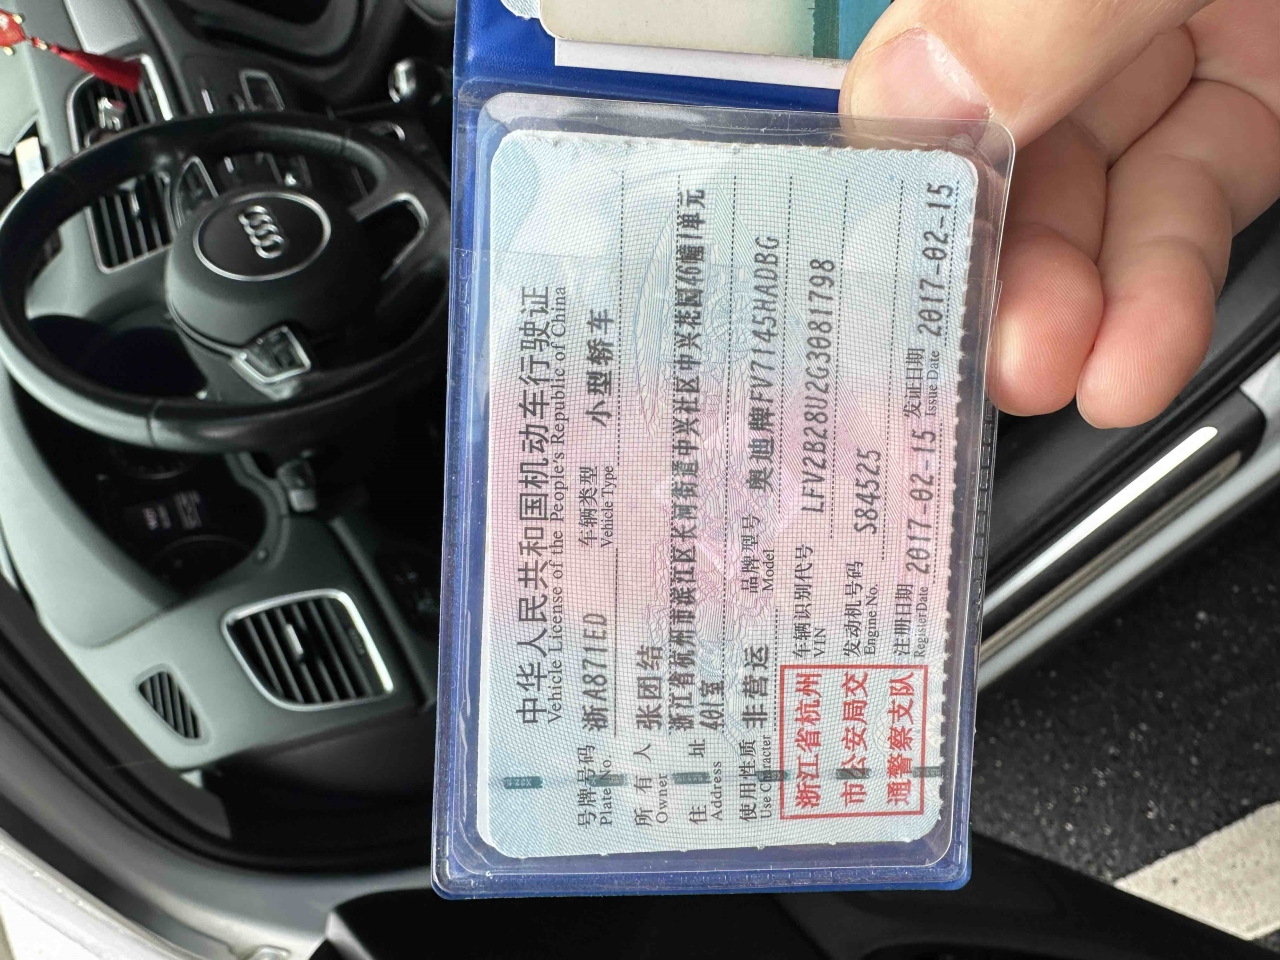 中华人民共和国机动车行驶证
Vehicle License of the People's Republic of China
号牌号码 浙A871ED 车辆类型 小型轿车
Plate No. Vehicle Type
所有人 张团结
Owner
住址 浙江省杭州市滨江区长河街道中兴社区中兴花园46幢1单元
Address 401室
使用性质 非营运 品牌型号 奥迪牌FV7145HADBG
Use Character Model
浙江省杭州
市公安局交
通警察支队
车辆识别代号 LFV2B28U2G3081798
VIN
发动机号码 S84525
Engine No.
注册日期 2017-02-15 发证日期 2017-02-15
Register Date Issue Date